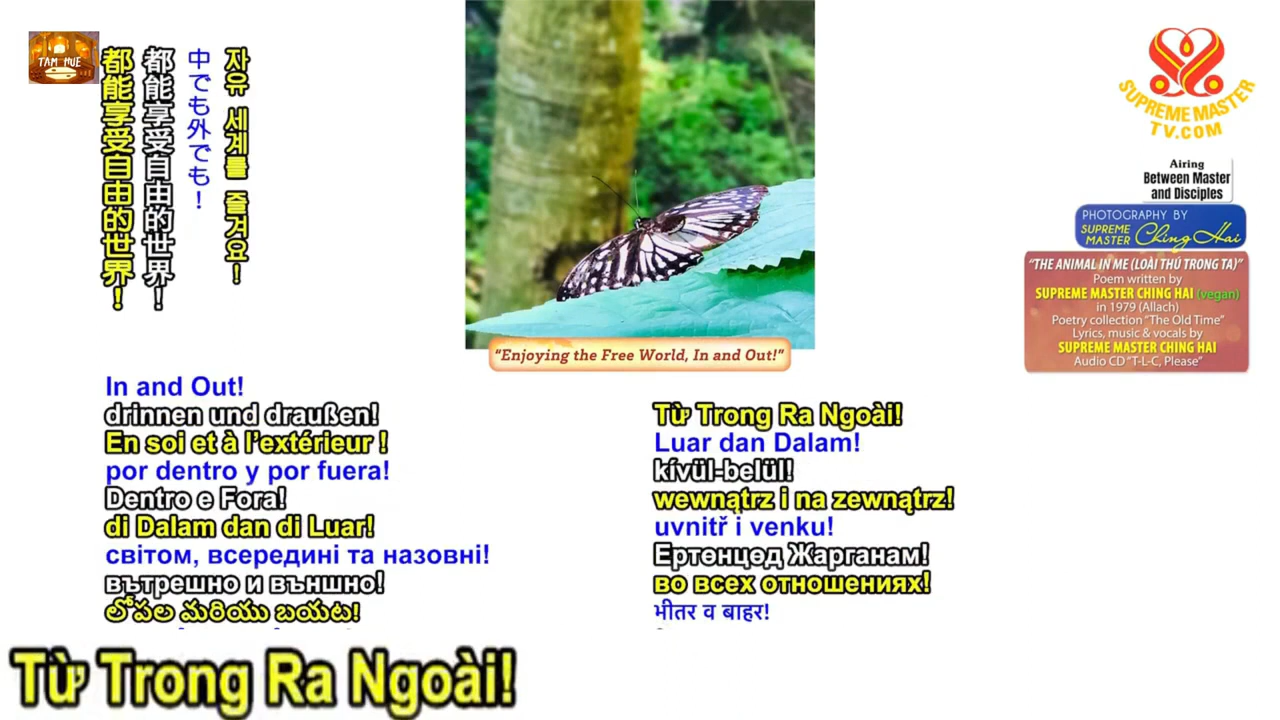 TAM HUE
都能享受自由的世界！
都能享受自由的世界！
中でも外でも！
자유 세계를 즐겨요!
SUPREME MASTER
TV.COM
Airing
Between Master
and Disciples
PHOTOGRAPHY BY
SUPREME
MASTER Ching Hai
"THE ANIMAL IN ME (LOÀI THÚ TRONG TA)"
Poem written by
SUPREME MASTER CHING HAI (vegan)
in 1979 (Allach)
Poetry collection "The Old Time"
Lyrics, music & vocals by
SUPREME MASTER CHING HAI
Audio CD "T-L-C, Please"
"Enjoying the Free World, In and Out!"
In and Out!
drinnen und draußen!
En soi et à l'extérieur !
por dentro y por fuera!
Dentro e Fora!
di Dalam dan di Luar!
світом, всередині та назовні!
вътрешно и външно!
లోపల మరియు బయట!
Từ Trong Ra Ngoài!
Luar dan Dalam!
kívül-belül!
wewnątrz i na zewnątrz!
uvnitř i venku!
Ертөнцөд Жарганам!
во всех отношениях!
भीतर व बाहर!
Từ Trong Ra Ngoài!